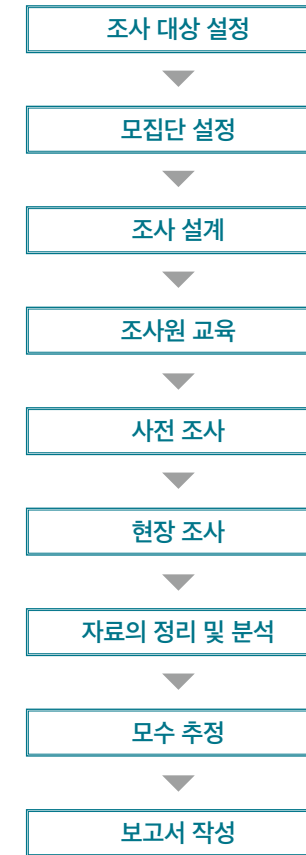 조사 대상 설정
모집단 설정
조사 설계
조사원 교육
사전 조사
현장 조사
자료의 정리 및 분석
모수 추정
보고서 작성